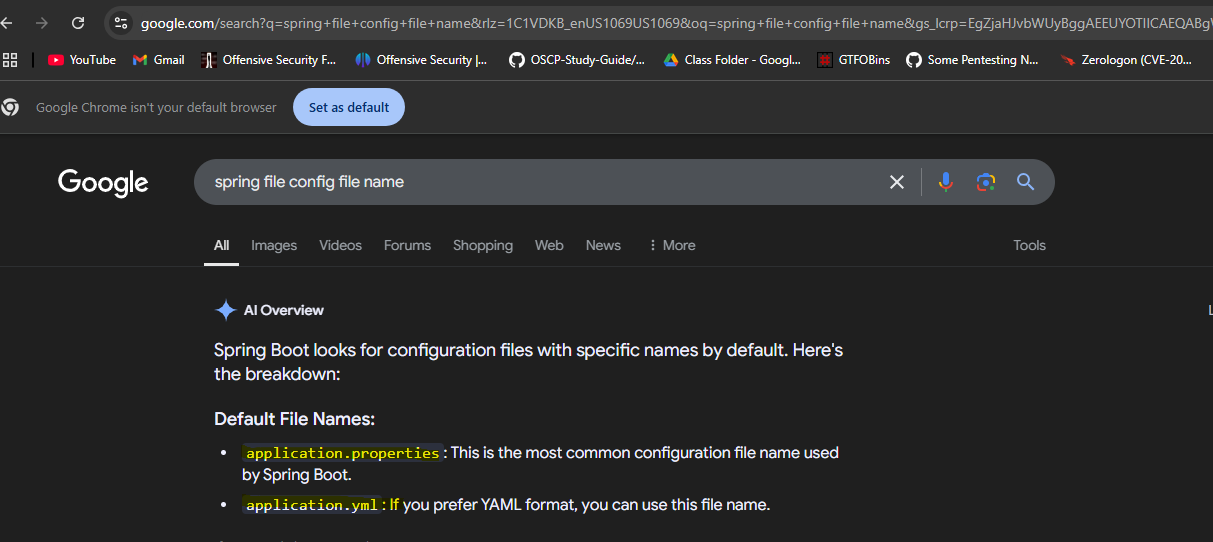 google.com/search?q=spring+file+config+file+name&rlz=1C1VDKB_enUS1069US1069&oq=spring+file+config+file+name&gs_lcrp=EgZjaHJvbWUyBggAEEUYOTIICAEQABgW
YouTube Gmail Offensive Security F... Offensive Security |... OSCP-Study-Guide/... Class Folder - Googl... GTFOBins Some Pentesting N... Zerologon (CVE-20...
Google Chrome isn't your default browser Set as default
Google spring file config file name
All Images Videos Forums Shopping Web News More Tools
AI Overview
Spring Boot looks for configuration files with specific names by default. Here's
the breakdown:
Default File Names:
• application.properties: This is the most common configuration file name used
by Spring Boot.
• application.yml: If you prefer YAML format, you can use this file name.